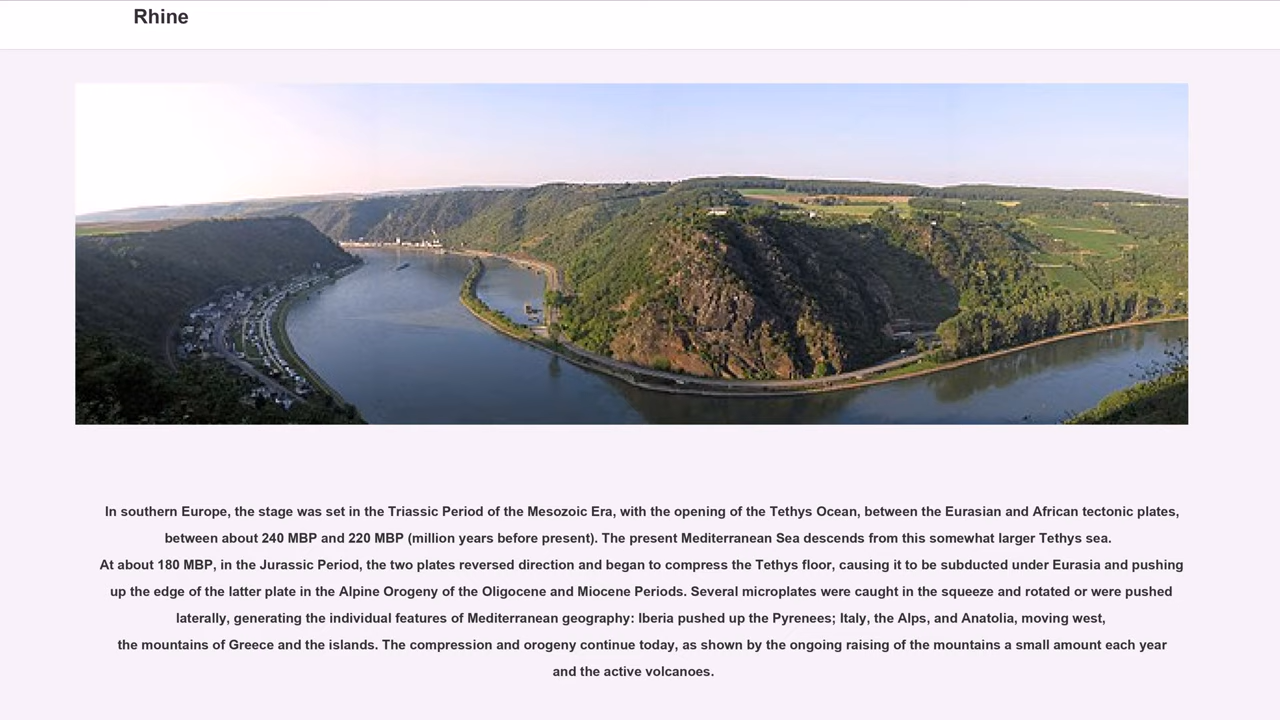 Rhine
In southern Europe, the stage was set in the Triassic Period of the Mesozoic Era, with the opening of the Tethys Ocean, between the Eurasian and African tectonic plates,
between about 240 MBP and 220 MBP (million years before present). The present Mediterranean Sea descends from this somewhat larger Tethys sea.
At about 180 MBP, in the Jurassic Period, the two plates reversed direction and began to compress the Tethys floor, causing it to be subducted under Eurasia and pushing
up the edge of the latter plate in the Alpine Orogeny of the Oligocene and Miocene Periods. Several microplates were caught in the squeeze and rotated or were pushed
laterally, generating the individual features of Mediterranean geography: Iberia pushed up the Pyrenees; Italy, the Alps, and Anatolia, moving west,
the mountains of Greece and the islands. The compression and orogeny continue today, as shown by the ongoing raising of the mountains a small amount each year
and the active volcanoes.